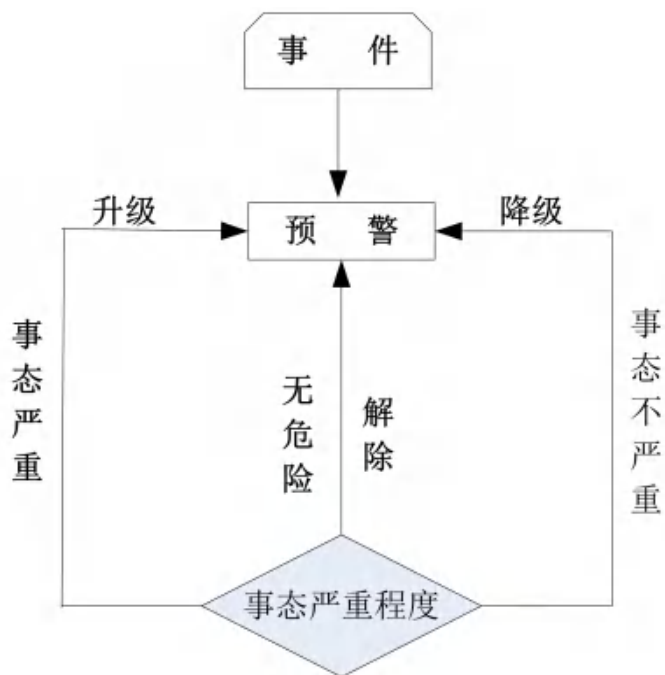 事 件
升级
预 警
降级
事态严重
无危险
解除
事态不严重
事态严重程度